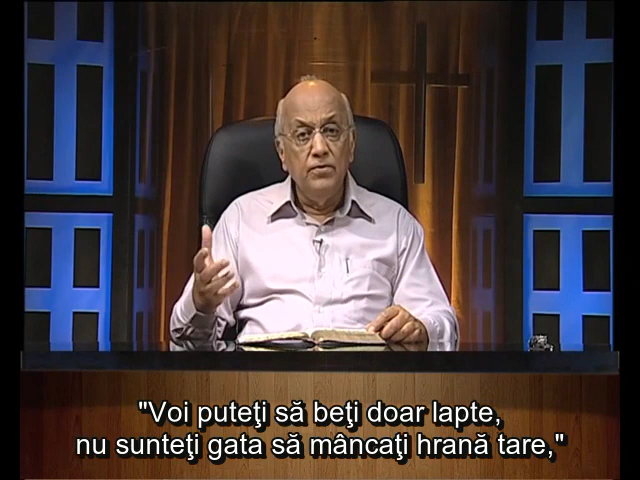 "Voi puteţi să beţi doar lapte,
nu sunteţi gata să mâncaţi hrană tare,"